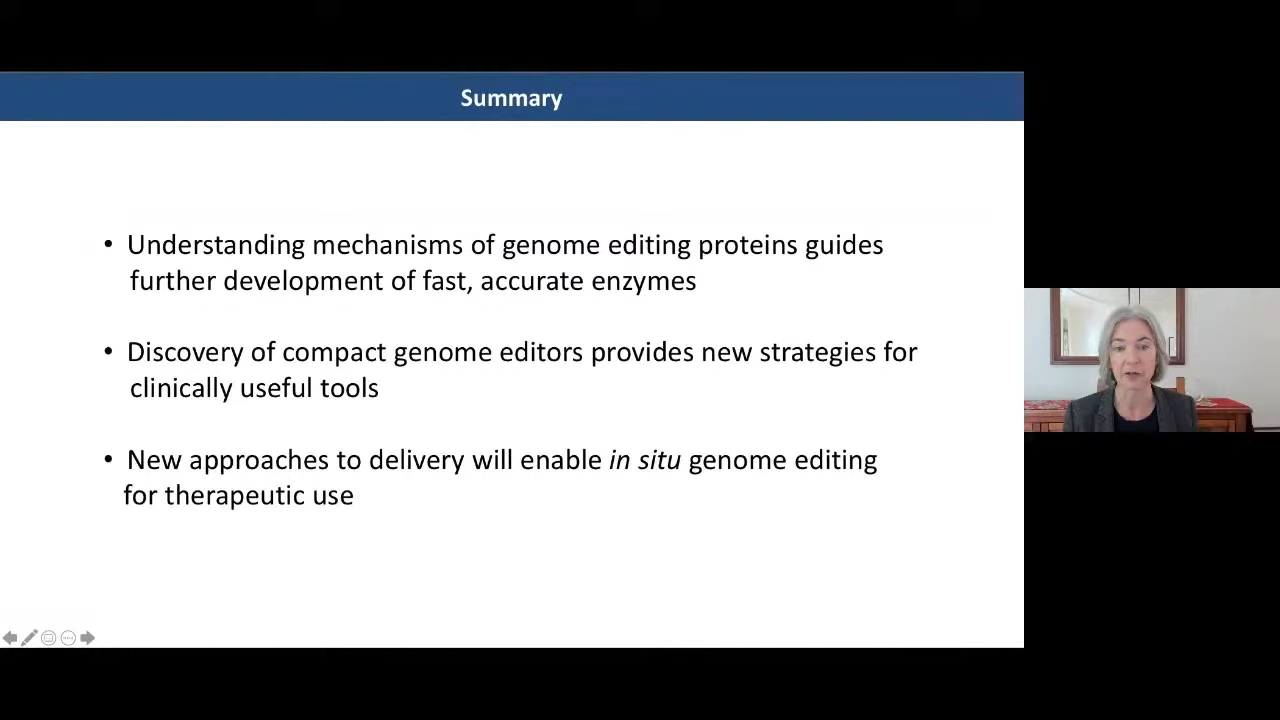 Summary
• Understanding mechanisms of genome editing proteins guides
further development of fast, accurate enzymes
• Discovery of compact genome editors provides new strategies for
clinically useful tools
• New approaches to delivery will enable in situ genome editing
for therapeutic use